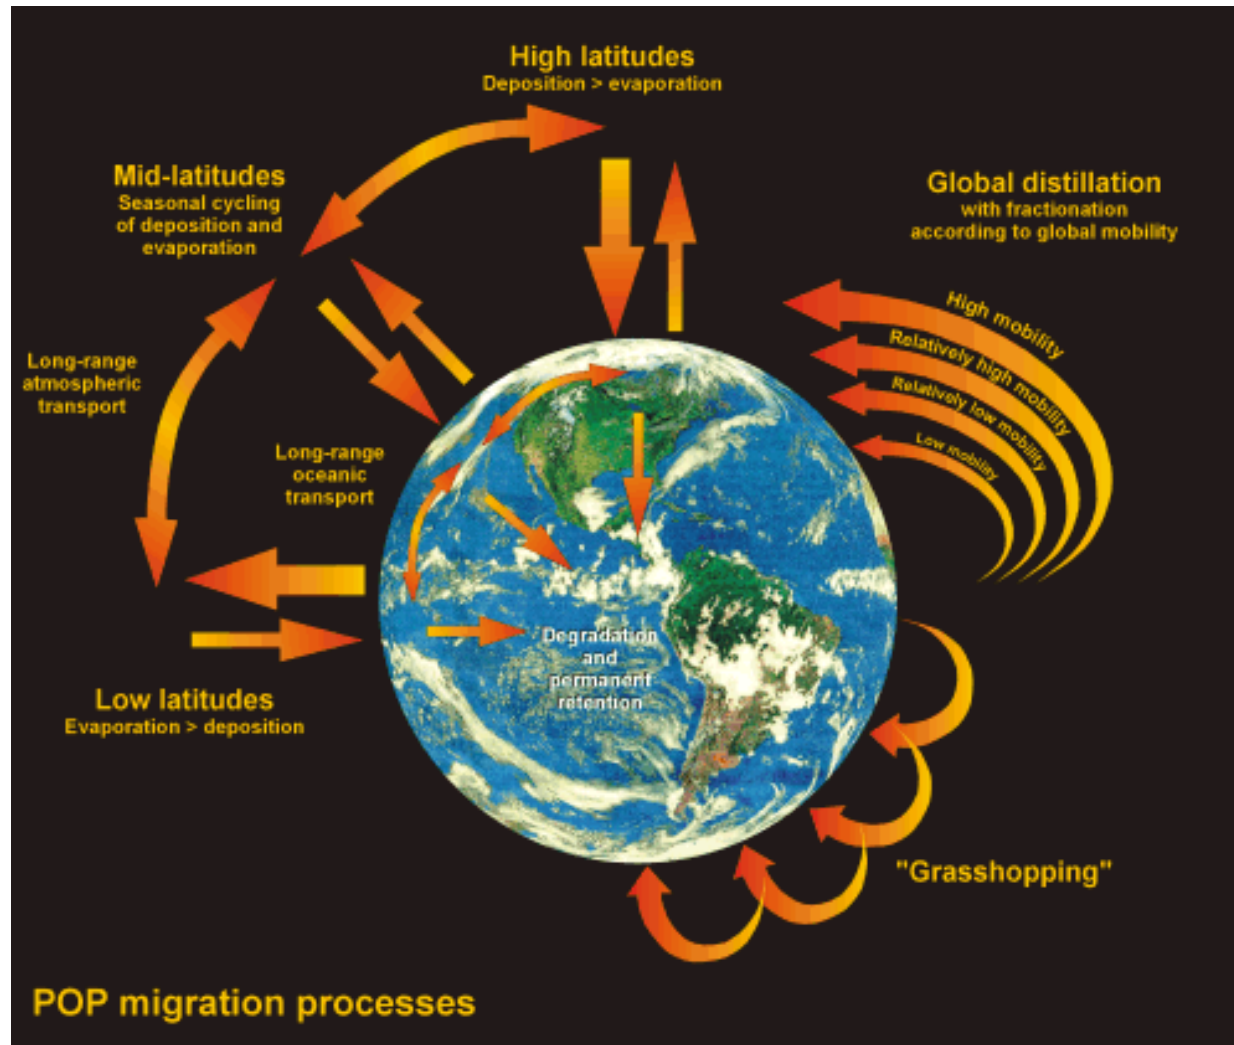 High latitudes
Deposition > evaporation
Mid-latitudes
Seasonal cycling
of deposition and
evaporation
Global distillation
with fractionation
according to global mobility
High mobility
Relatively high mobility
Relatively low mobility
Low mobility
Long-range
atmospheric
transport
Long-range
oceanic
transport
Low latitudes
Evaporation > deposition
Degradation
and
permanent
retention
"Grasshopping"
POP migration processes